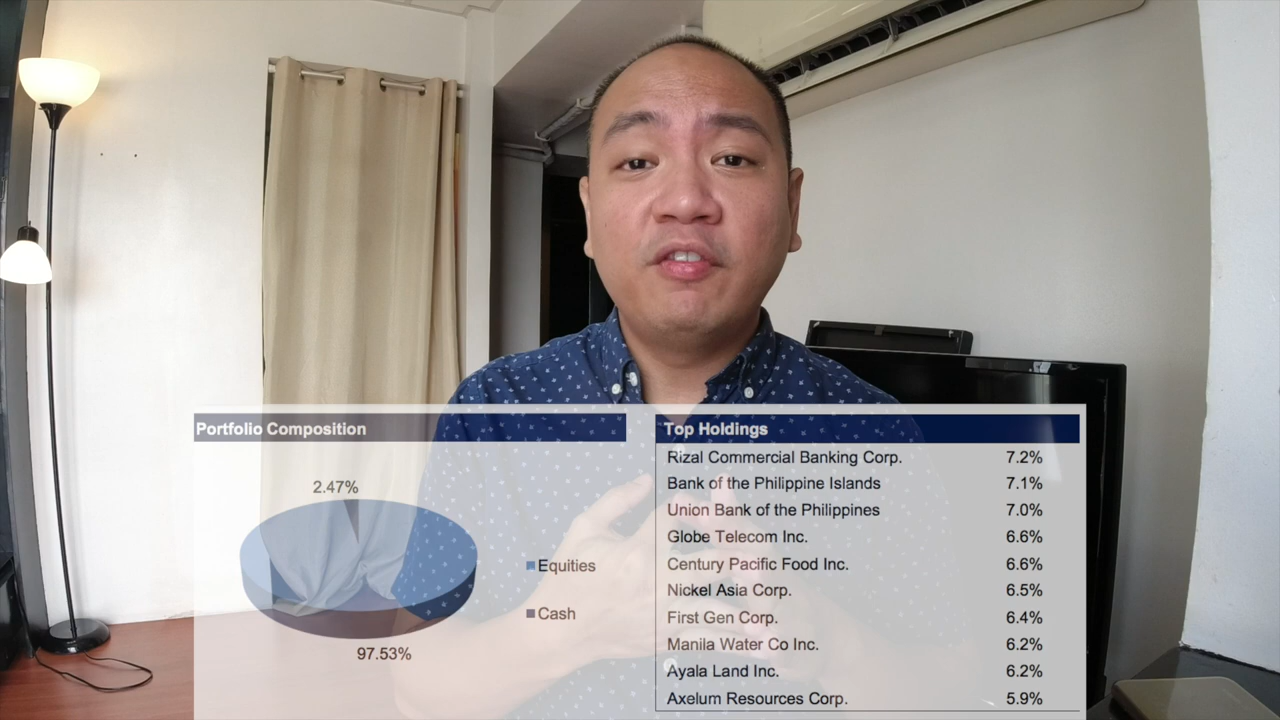 Portfolio Composition
2.47%
Equities
Cash
97.53%
Top Holdings
Rizal Commercial Banking Corp. 7.2%
Bank of the Philippine Islands 7.1%
Union Bank of the Philippines 7.0%
Globe Telecom Inc. 6.6%
Century Pacific Food Inc. 6.6%
Nickel Asia Corp. 6.5%
First Gen Corp. 6.4%
Manila Water Co Inc. 6.2%
Ayala Land Inc. 6.2%
Axelum Resources Corp. 5.9%